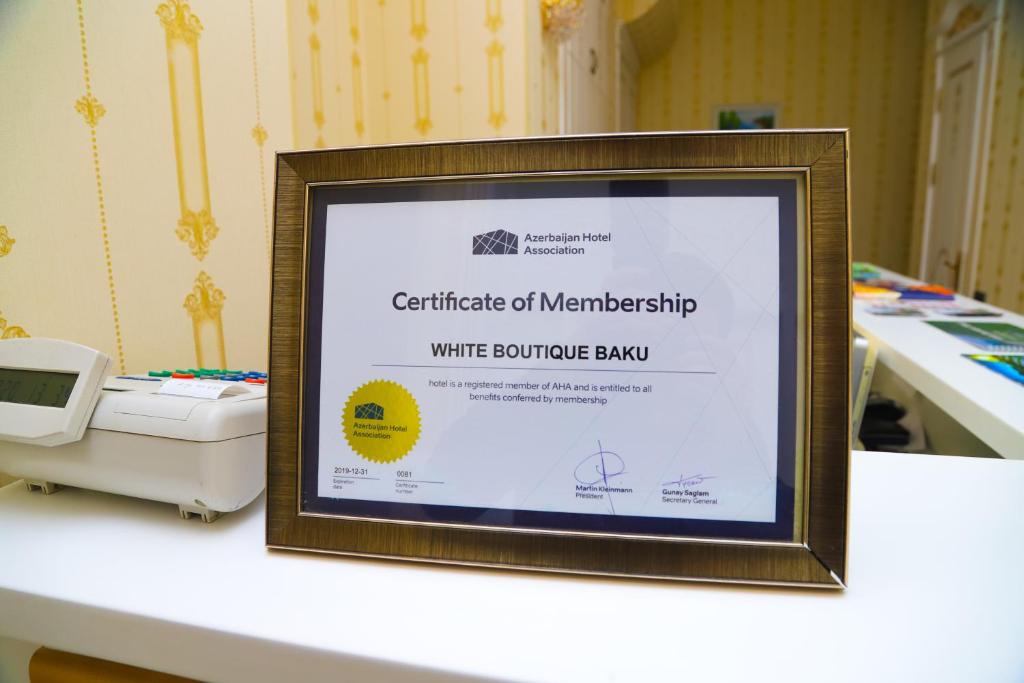 Azerbaijan Hotel
Association
Certificate of Membership
WHITE BOUTIQUE BAKU
hotel is a registered member of AHA and is entitled to all
benefits conferred by membership
Azerbaijan Hotel
Association
2019-12-31
Expiration
date
0081
Certificate
number
Martin Kleinmann
President
Gunay Saglam
Secretary General